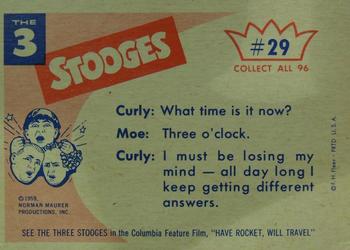 THE
3
STOOGES
#29
COLLECT ALL 96
Curly: What time is it now?
Moe: Three o'clock.
Curly: I must be losing my
mind — all day long I
keep getting different
answers.
©1959,
NORMAN MAURER
PRODUCTIONS, INC.
©F. H. Fleer - PRTD U.S.A.
SEE THE THREE STOOGES in the Columbia Feature Film, "HAVE ROCKET, WILL TRAVEL"